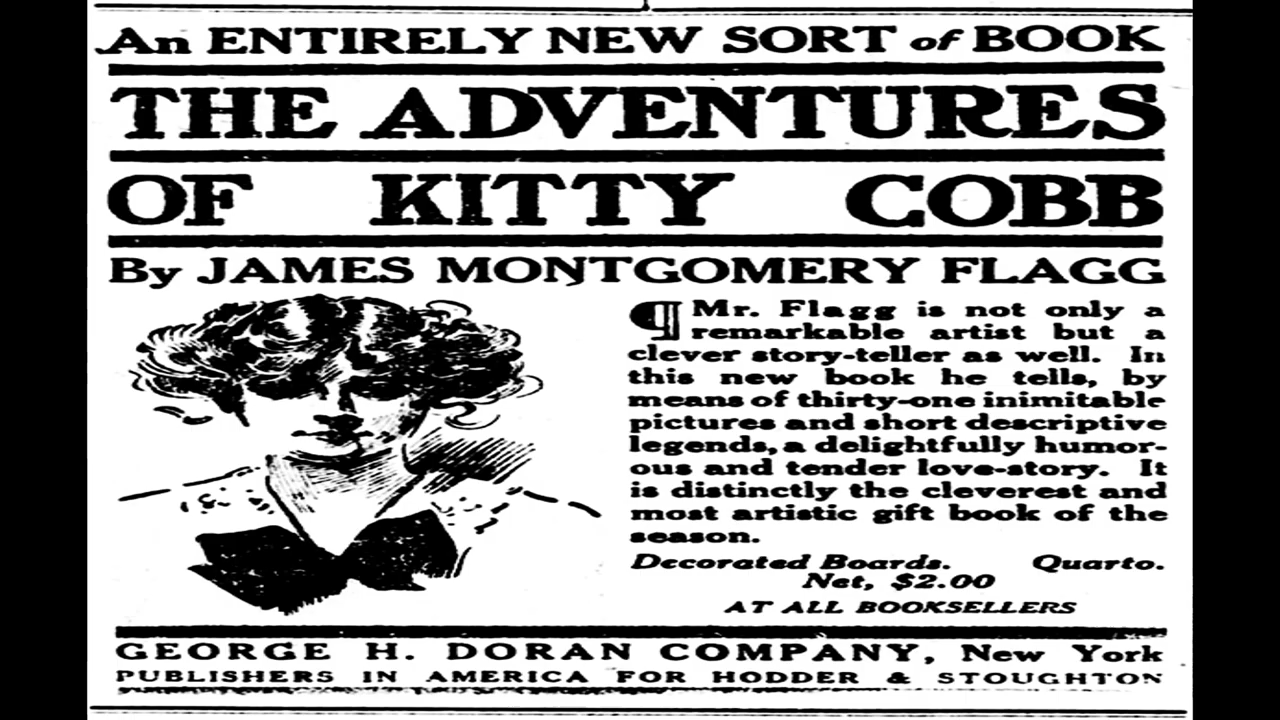 An ENTIRELY NEW SORT of BOOK
THE ADVENTURES
OF KITTY COBB
By JAMES MONTGOMERY FLAGG
¶ Mr. Flagg is not only a
remarkable artist but a
clever story-teller as well. In
this new book he tells, by
means of thirty-one inimitable
pictures and short descriptive
legends, a delightfully humor-
ous and tender love-story. It
is distinctly the cleverest and
most artistic gift book of the
season.
Decorated Boards. Quarto.
Net, $2.00
AT ALL BOOKSELLERS
GEORGE H. DORAN COMPANY, New York
PUBLISHERS IN AMERICA FOR HODDER & STOUGHTON